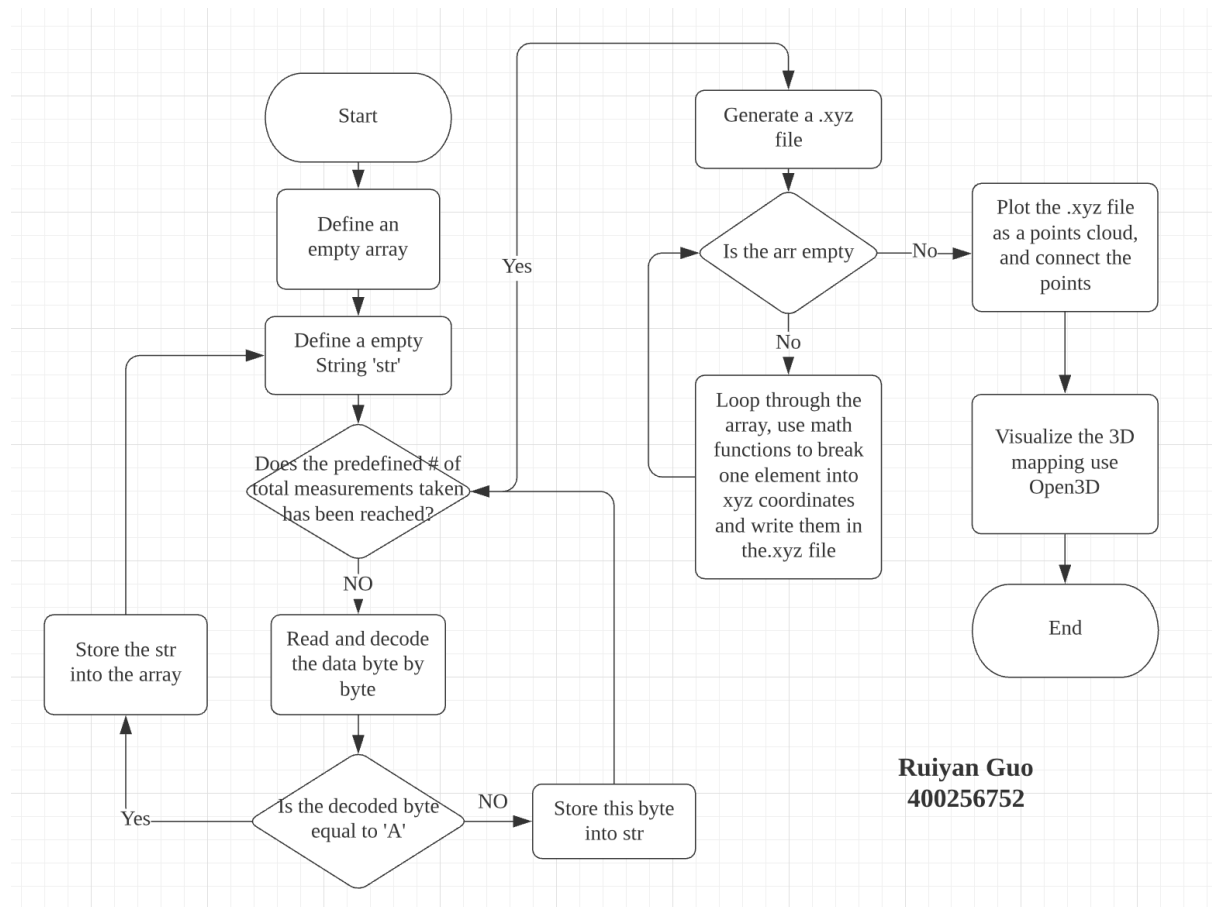 Start
Define an
empty array
Define a empty
String 'str'
Does the predefined # of
total measurements taken
has been reached?
NO
Read and decode
the data byte by
byte
Is the decoded byte
equal to 'A'
Yes
Store the str
into the array
NO
Store this byte
into str
Yes
Generate a .xyz
file
Is the arr empty
No
Loop through the
array, use math
functions to break
one element into
xyz coordinates
and write them in
the.xyz file
No
Plot the .xyz file
as a points cloud,
and connect the
points
Visualize the 3D
mapping use
Open3D
End
Ruiyan Guo
400256752